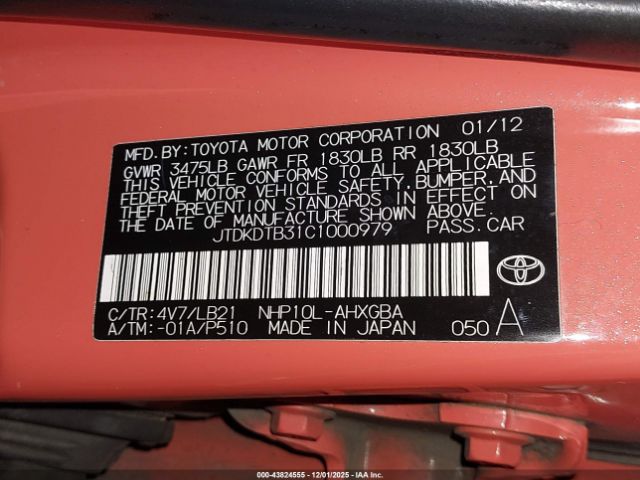 MFD. BY: TOYOTA MOTOR CORPORATION 01/12
GVWR 3475LB GAWR FR 1830LB RR 1830LB
THIS VEHICLE CONFORMS TO ALL APPLICABLE
FEDERAL MOTOR VEHICLE SAFETY, BUMPER, AND
THEFT PREVENTION STANDARDS IN EFFECT ON
THE DATE OF MANUFACTURE SHOWN ABOVE.
JTDKDTB31C1000979 PASS. CAR
C/TR: 4V7/LB21 NHP10L-AHXGBA
A/TM: -01A/P510 MADE IN JAPAN 050 A
000-43824555 - 12/01/2025 - IAAI, Inc.